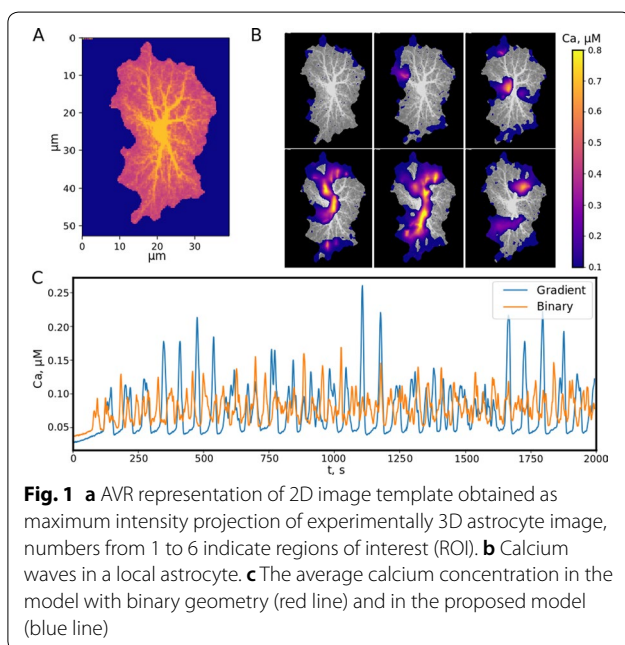 A
B
Ca, µM
0
10
20
30
40
50
µm
0
20
µm
0.8
0.7
0.6
0.5
0.4
0.3
0.2
0.1
C
Gradient
Binary
Ca, µM
0.25
0.20
0.15
0.10
0.05
0 250 500 750 1000 1250 1500 1750 2000
t, s
Fig. 1 a AVR representation of 2D image template obtained as
maximum intensity projection of experimentally 3D astrocyte image,
numbers from 1 to 6 indicate regions of interest (ROI). b Calcium
waves in a local astrocyte. c The average calcium concentration in the
model with binary geometry (red line) and in the proposed model
(blue line)